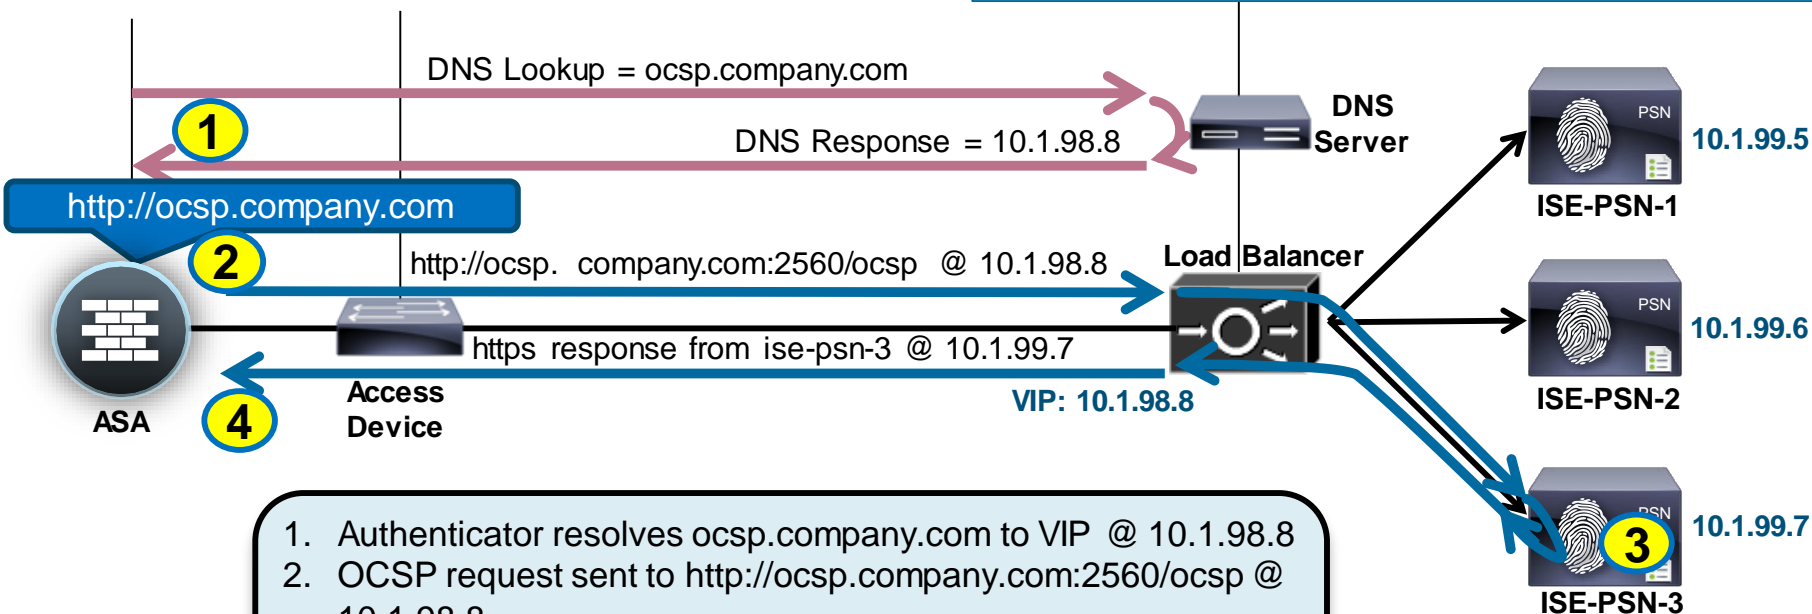 DNS Lookup = ocsp.company.com
DNS
Server
PSN
10.1.99.5
1
DNS Response = 10.1.98.8
ISE-PSN-1
http://ocsp.company.com
2
http://ocsp. company.com:2560/ocsp @ 10.1.98.8
Load Balancer
PSN
10.1.99.6
https response from ise-psn-3 @ 10.1.99.7
ISE-PSN-2
ASA
4
Access
Device
VIP: 10.1.98.8
PSN
10.1.99.7
3
ISE-PSN-3
1. Authenticator resolves ocsp.company.com to VIP @ 10.1.98.8
2. OCSP request sent to http://ocsp.company.com:2560/ocsp @
10.1.98.8